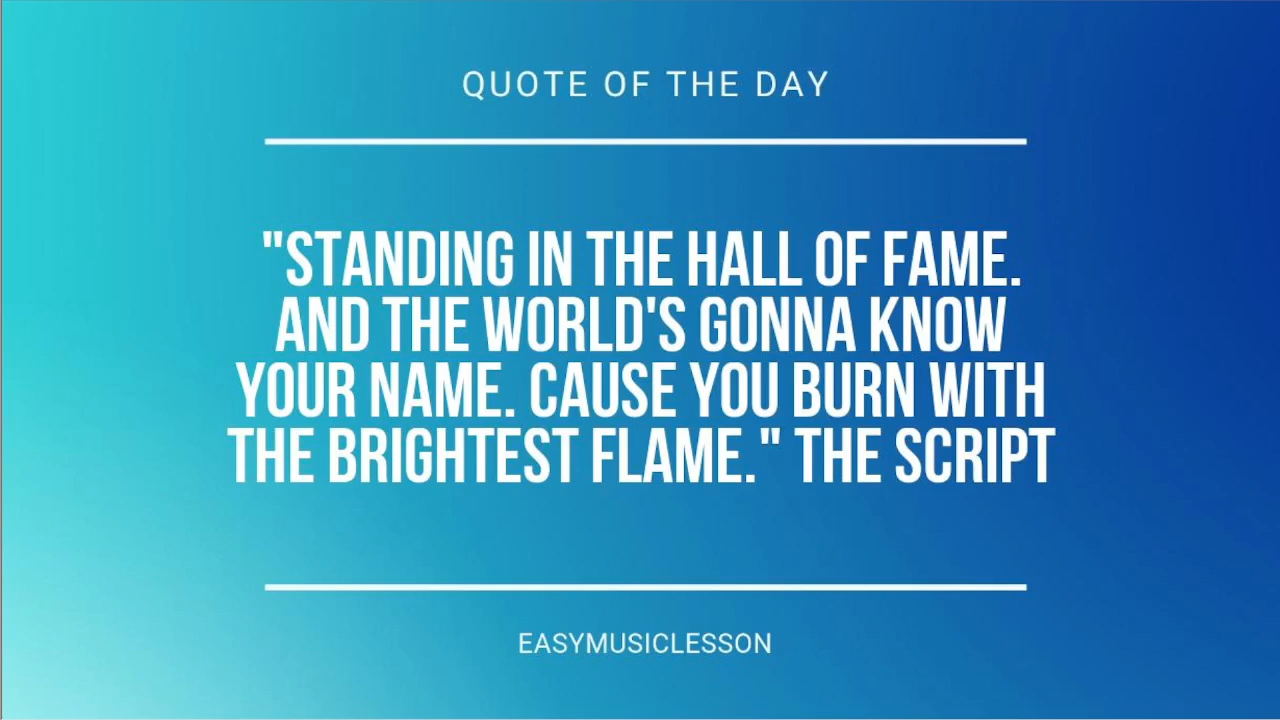 QUOTE OF THE DAY
"STANDING IN THE HALL OF FAME.
AND THE WORLD'S GONNA KNOW
YOUR NAME. CAUSE YOU BURN WITH
THE BRIGHTEST FLAME." THE SCRIPT
EASYMUSICLESSON